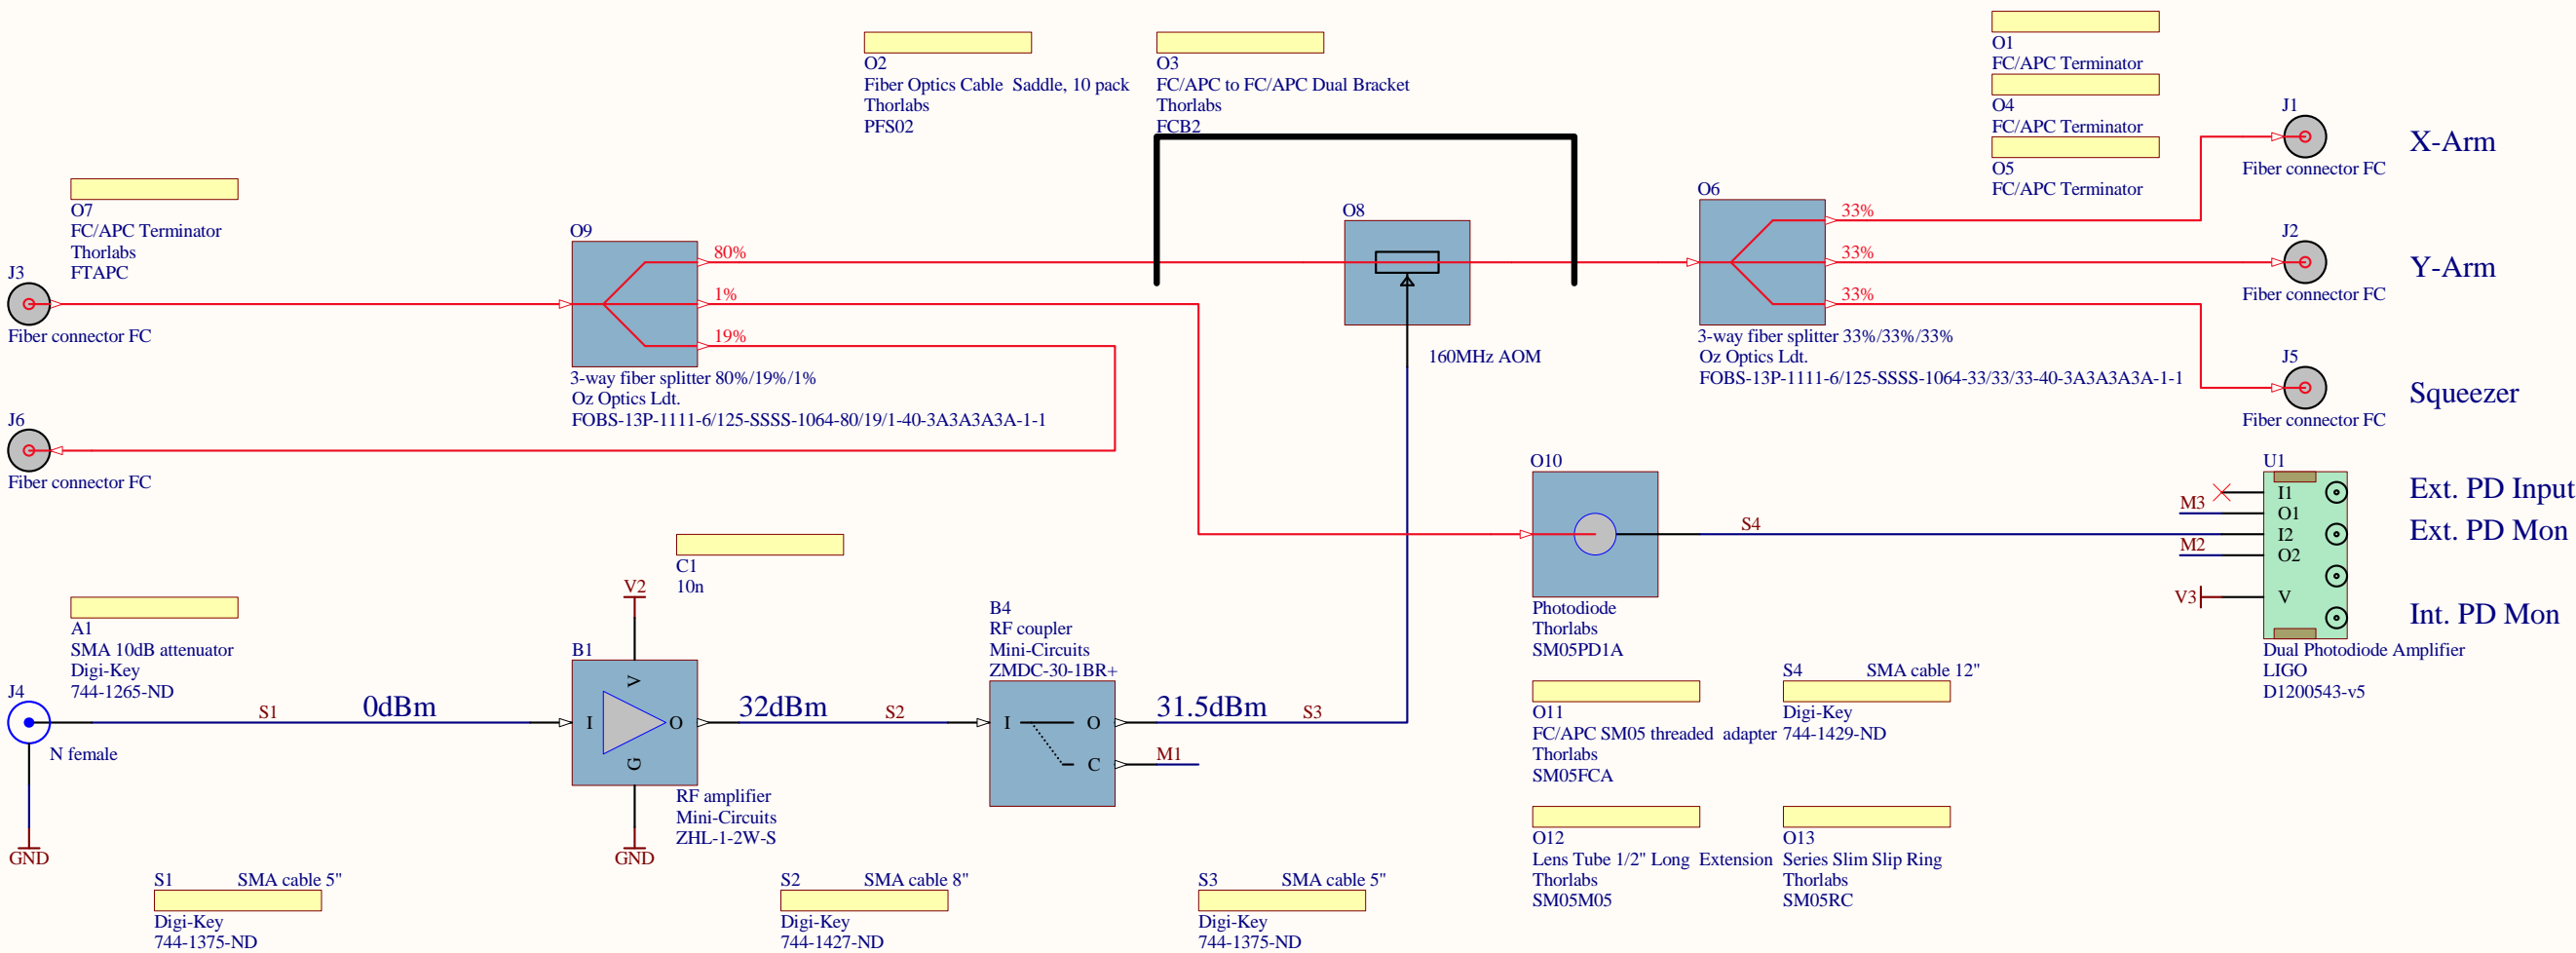 O2
Fiber Optics Cable  Saddle, 10 pack
Thorlabs
PFS02
O3
FC/APC to FC/APC Dual Bracket
Thorlabs
FCB2
O1
FC/APC Terminator
O4
FC/APC Terminator
O5
FC/APC Terminator
J1
Fiber connector FC
X-Arm
O7
FC/APC Terminator
Thorlabs
FTAPC
J3
Fiber connector FC
O9
80%
1%
19%
3-way fiber splitter 80%/19%/1%
Oz Optics Ldt.
FOBS-13P-1111-6/125-SSSS-1064-80/19/1-40-3A3A3A3A-1-1
O8
160MHz AOM
O6
33%
33%
33%
3-way fiber splitter 33%/33%/33%
Oz Optics Ldt.
FOBS-13P-1111-6/125-SSSS-1064-33/33/33-40-3A3A3A3A-1-1
J2
Fiber connector FC
Y-Arm
J5
Fiber connector FC
Squeezer
J6
Fiber connector FC
O10
Photodiode
Thorlabs
SM05PD1A
S4
U1
M3
M2
V3
I1
O1
I2
O2
V
Ext. PD Input
Ext. PD Mon
Int. PD Mon
Dual Photodiode Amplifier
LIGO
D1200543-v5
C1
10n
A1
SMA 10dB attenuator
Digi-Key
744-1265-ND
J4
N female
GND
S1
0dBm
V2
B1
V
I
O
G
GND
RF amplifier
Mini-Circuits
ZHL-1-2W-S
32dBm
S2
B4
RF coupler
Mini-Circuits
ZMDC-30-1BR+
I
O
C
31.5dBm
S3
M1
O11
FC/APC SM05 threaded  adapter
Thorlabs
SM05FCA
S4 SMA cable 12"
Digi-Key
744-1429-ND
O12
Lens Tube 1/2" Long  Extension
Thorlabs
SM05M05
O13
Series Slim Slip Ring
Thorlabs
SM05RC
S1 SMA cable 5"
Digi-Key
744-1375-ND
S2 SMA cable 8"
Digi-Key
744-1427-ND
S3 SMA cable 5"
Digi-Key
744-1375-ND